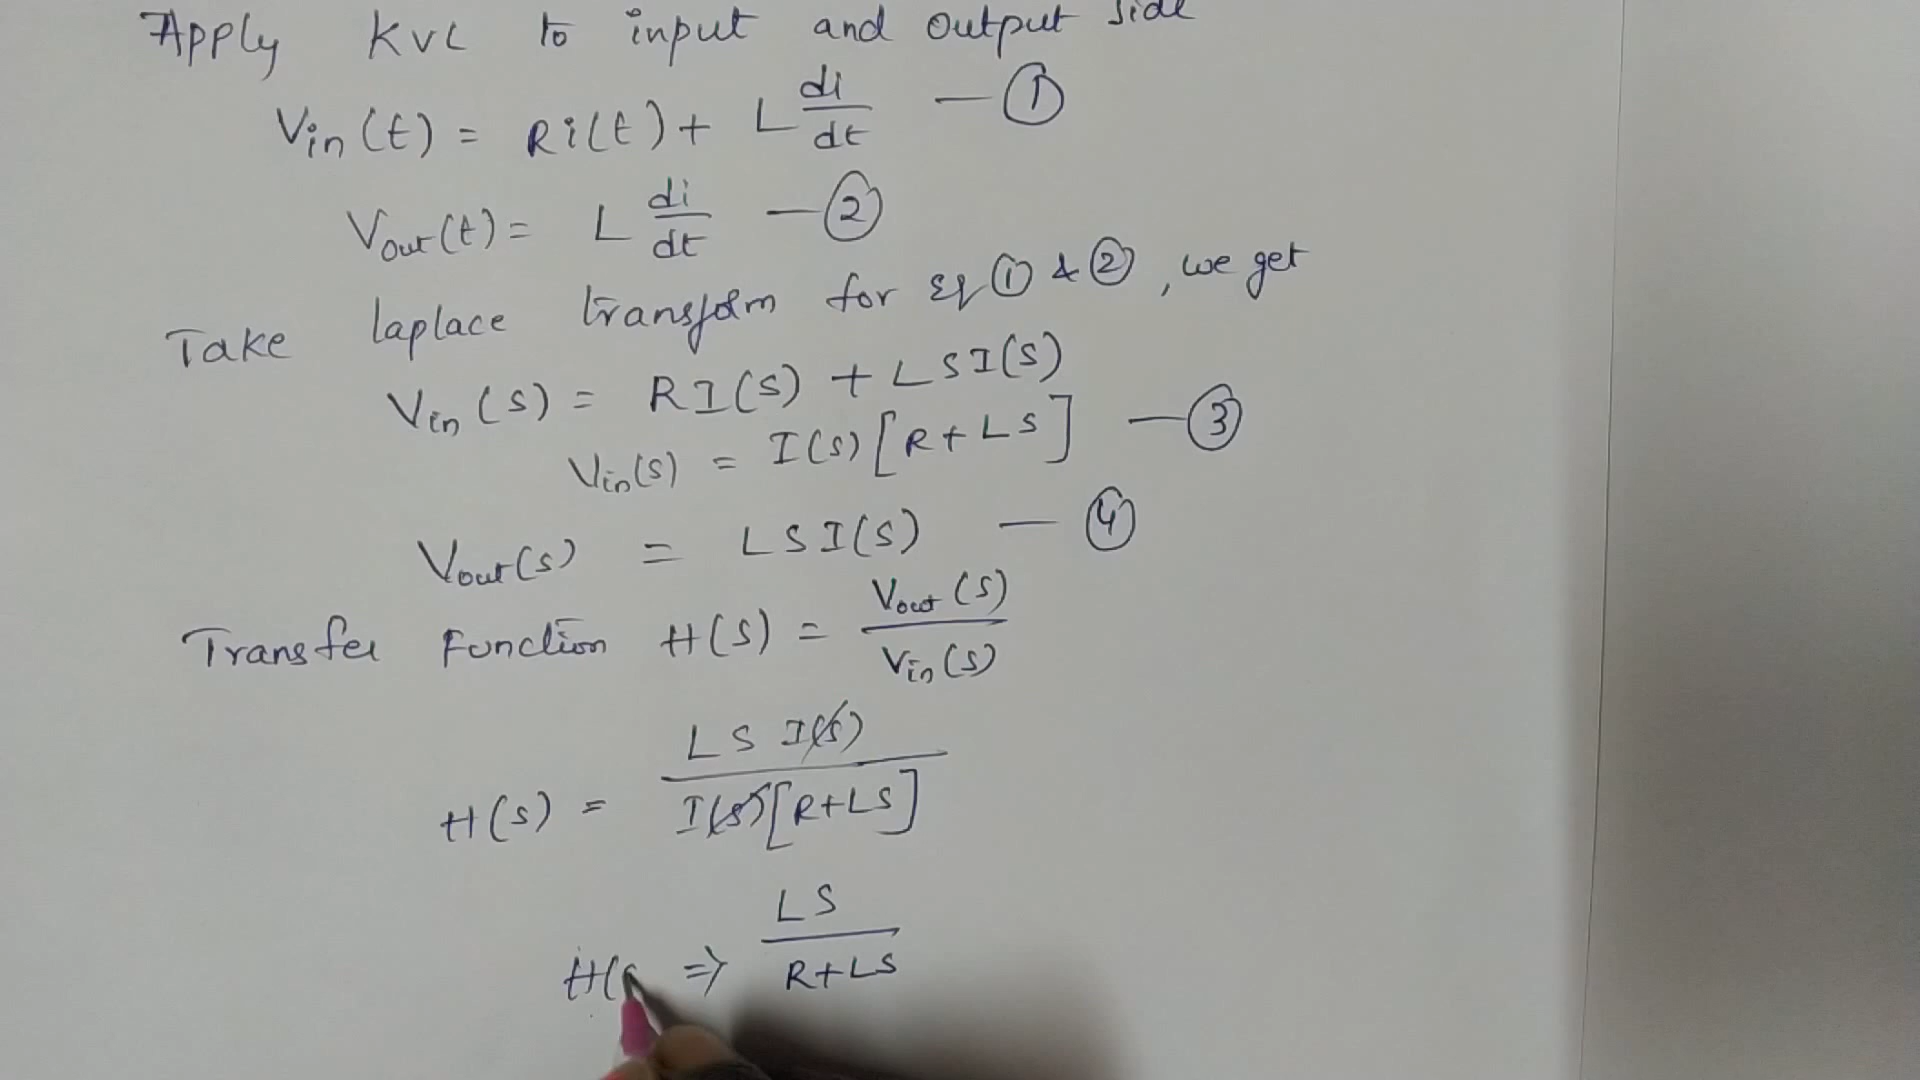 Apply KVL to input and output side
Vin(t) = Ri(t) + L di/dt — ①
Vout(t) = L di/dt — ②
Take laplace transform for Eq ① & ②, we get
Vin(S) = RI(S) + LSI(S)
Vin(S) = I(S)[R+LS] — ③
Vout(S) = LSI(S) — ④
Transfer Function H(S) = Vout(S)/Vin(S)
H(S) = LS I(S)/I(S)[R+LS]
H(S ⇒ LS/R+LS